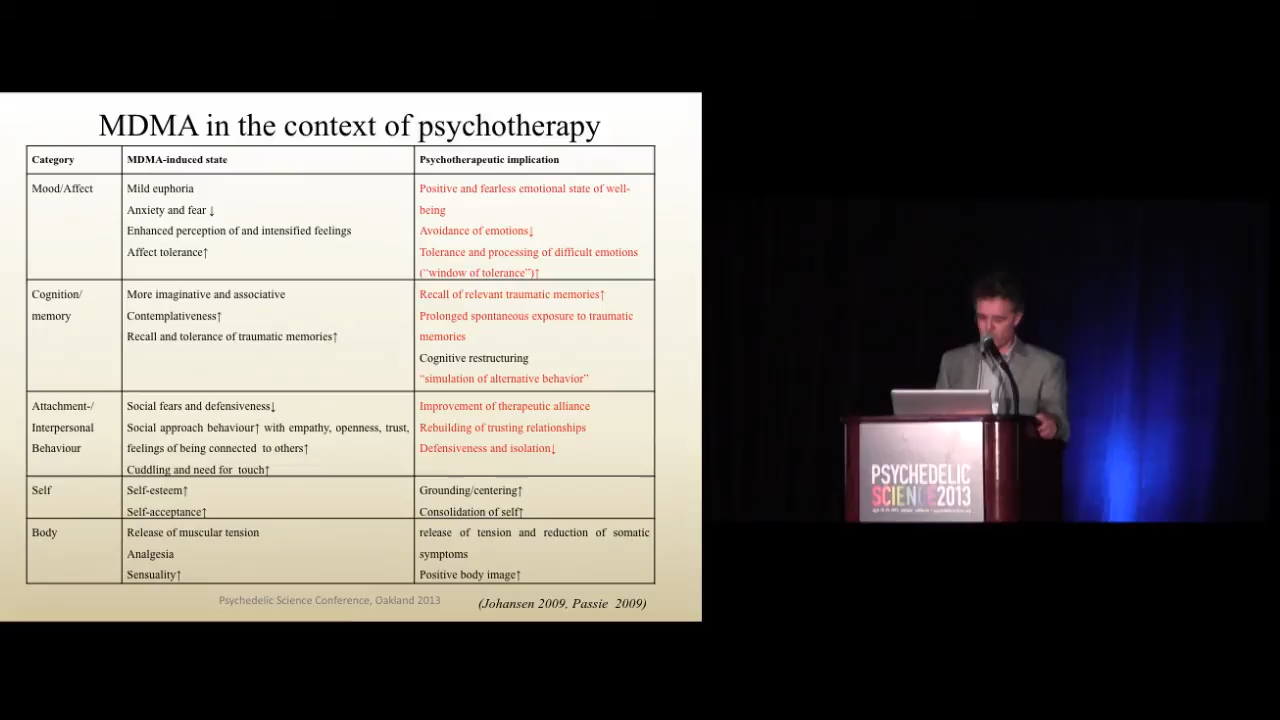 MDMA in the context of psychotherapy
Category MDMA-induced state Psychotherapeutic implication
Mood/Affect Mild euphoria Positive and fearless emotional state of well-
Anxiety and fear ↓ being
Enhanced perception of and intensified feelings Avoidance of emotions↓
Affect tolerance↑ Tolerance and processing of difficult emotions
(“window of tolerance”)↑
Cognition/ More imaginative and associative Recall of relevant traumatic memories↑
memory Contemplativeness↑ Prolonged spontaneous exposure to traumatic
Recall and tolerance of traumatic memories↑ memories
Cognitive restructuring
“simulation of alternative behavior”
Attachment-/ Social fears and defensiveness↓ Improvement of therapeutic alliance
Interpersonal Social approach behaviour↑ with empathy, openness, trust, Rebuilding of trusting relationships
Behaviour feelings of being connected to others↑ Defensiveness and isolation↓
Cuddling and need for touch↑
Self Self-esteem↑ Grounding/centering↑
Self-acceptance↑ Consolidation of self↑
Body Release of muscular tension release of tension and reduction of somatic
Analgesia symptoms
Sensuality↑ Positive body image↑
Psychedelic Science Conference, Oakland 2013 (Johansen 2009, Passie 2009)
PSYCHEDELIC
SCIENCE2013